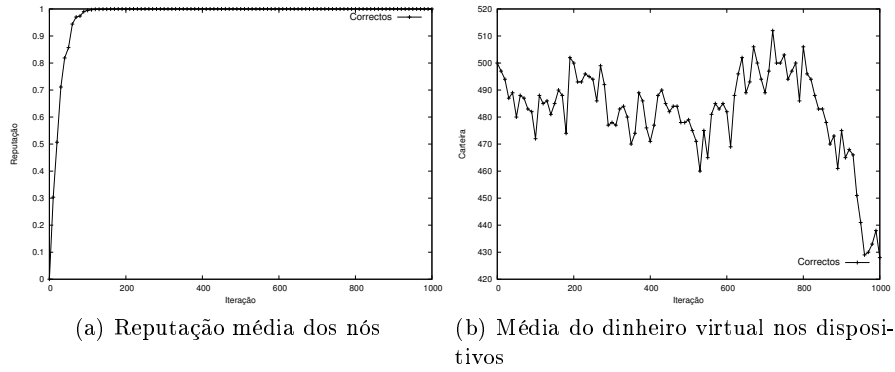 1
0.9
0.8
0.7
0.6
0.5
0.4
0.3
0.2
0.1
0
0 200 400 600 800 1000
Reputação
Iteração
Correctos
(a) Reputação média dos nós
520
510
500
490
480
470
460
450
440
430
420
0 200 400 600 800 1000
Carteira
Iteração
Correctos
(b) Média do dinheiro virtual nos disposi-
tivos